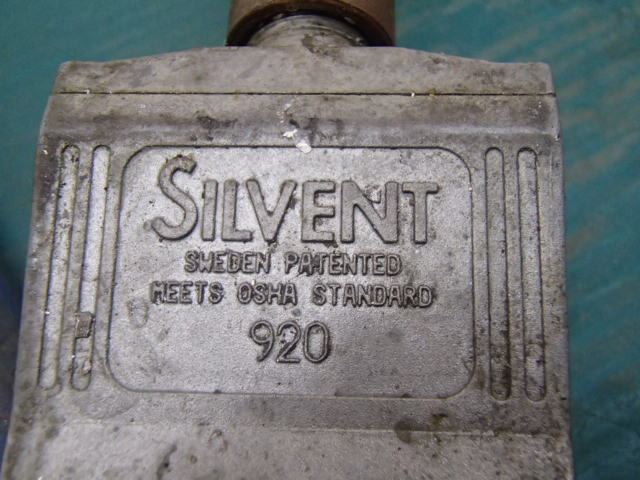 SILVENT
SWEDEN PATENTED
MEETS OSHA STANDARD
920